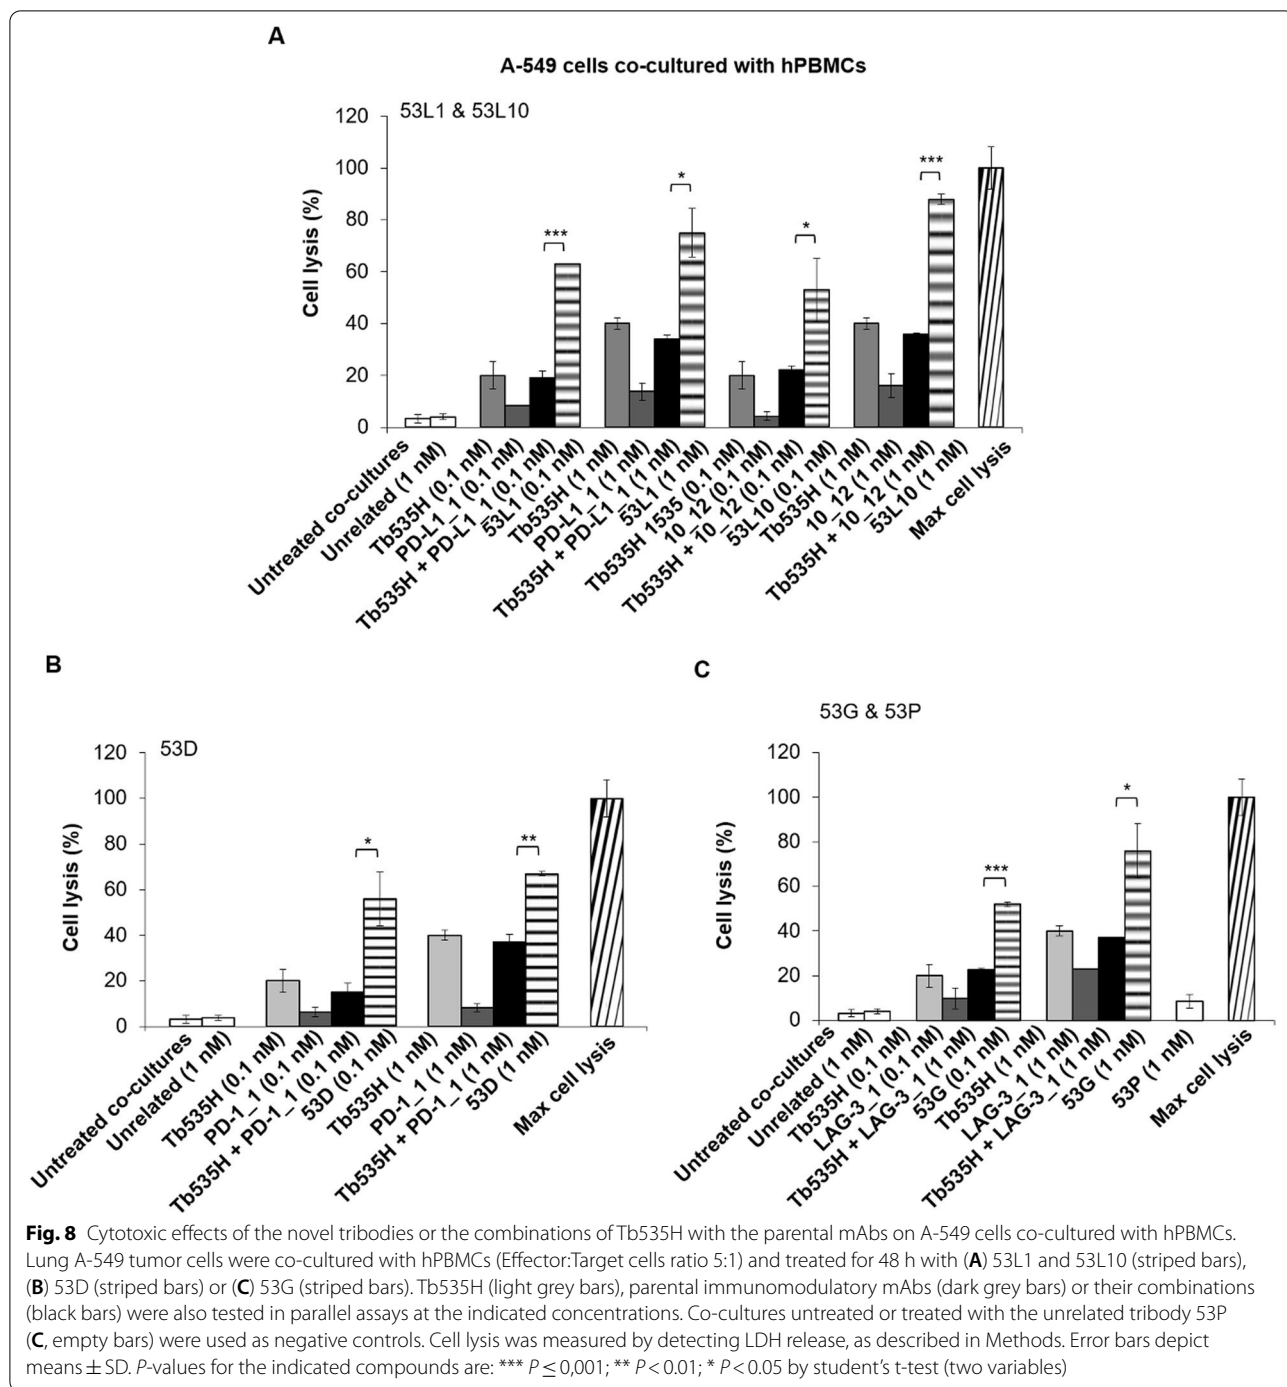 A
A-549 cells co-cultured with hPBMCs
53L1 & 53L10
Cell lysis (%)
120
100
80
60
40
20
0
***
*
*
***
Untreated co-cultures
Unrelated (1 nM)
Tb535H (0.1 nM)
PD-L1_1 (0.1 nM)
Tb535H + PD-L1_1 (0.1 nM)
53L1 (0.1 nM)
Tb535H (1 nM)
PD-L1_1 (1 nM)
Tb535H + PD-L1_1 (1 nM)
53L1 (1 nM)
Tb535H 1535 (0.1 nM)
10_12 (0.1 nM)
Tb535H + 10_12 (0.1 nM)
53L10 (0.1 nM)
Tb535H (1 nM)
10_12 (1 nM)
Tb535H + 10_12 (1 nM)
53L10 (1 nM)
Max cell lysis
B
53D
Cell lysis (%)
120
100
80
60
40
20
0
*
**
Untreated co-cultures
Unrelated (1 nM)
Tb535H (0.1 nM)
PD-1_1 (0.1 nM)
Tb535H + PD-1_1 (0.1 nM)
53D (0.1 nM)
Tb535H (1 nM)
PD-1_1 (1 nM)
Tb535H + PD-1_1 (1 nM)
53D (1 nM)
Max cell lysis
C
53G & 53P
Cell lysis (%)
120
100
80
60
40
20
0
***
*
Untreated co-cultures
Unrelated (1 nM)
Tb535H (0.1 nM)
LAG-3_1 (0.1 nM)
Tb535H + LAG-3_1 (1 nM)
53G (0.1 nM)
Tb535H (1 nM)
LAG-3_1 (1 nM)
Tb535H + LAG-3_1 (1 nM)
53G (1 nM)
53P (1 nM)
Max cell lysis
Fig. 8 Cytotoxic effects of the novel tribodies or the combinations of Tb535H with the parental mAbs on A-549 cells co-cultured with hPBMCs.
Lung A-549 tumor cells were co-cultured with hPBMCs (Effector:Target cells ratio 5:1) and treated for 48 h with (A) 53L1 and 53L10 (striped bars),
(B) 53D (striped bars) or (C) 53G (striped bars). Tb535H (light grey bars), parental immunomodulatory mAbs (dark grey bars) or their combinations
(black bars) were also tested in parallel assays at the indicated concentrations. Co-cultures untreated or treated with the unrelated tribody 53P
(C, empty bars) were used as negative controls. Cell lysis was measured by detecting LDH release, as described in Methods. Error bars depict
means ± SD. P-values for the indicated compounds are: *** P ≤ 0,001; ** P < 0.01; * P < 0.05 by student's t-test (two variables)